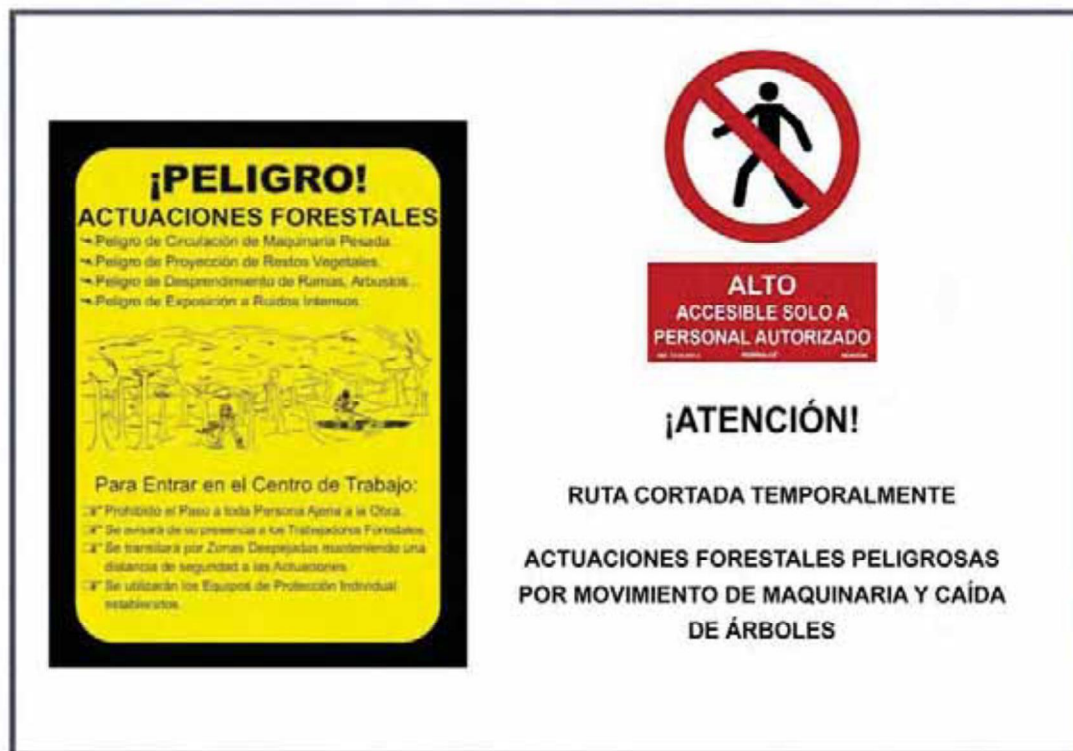 ¡PELIGRO!
ACTUACIONES FORESTALES
Peligro de Circulación de Maquinaria Pesada.
Peligro de Proyección de Restos Vegetales.
Peligro de Desprendimiento de Ramas, Arbustos...
Peligro de Exposición a Ruidos Intensos.
Para Entrar en el Centro de Trabajo:
Prohibido el Paso a toda Persona Ajena a la Obra.
Se avisará de su presencia a los Trabajadores Forestales.
Se transitará por Zonas Despejadas manteniendo una
distancia de seguridad a las Actuaciones.
Se utilizarán los Equipos de Protección Individual
establecidos.
ALTO
ACCESIBLE SOLO A
PERSONAL AUTORIZADO
¡ATENCIÓN!
RUTA CORTADA TEMPORALMENTE
ACTUACIONES FORESTALES PELIGROSAS
POR MOVIMIENTO DE MAQUINARIA Y CAÍDA
DE ÁRBOLES